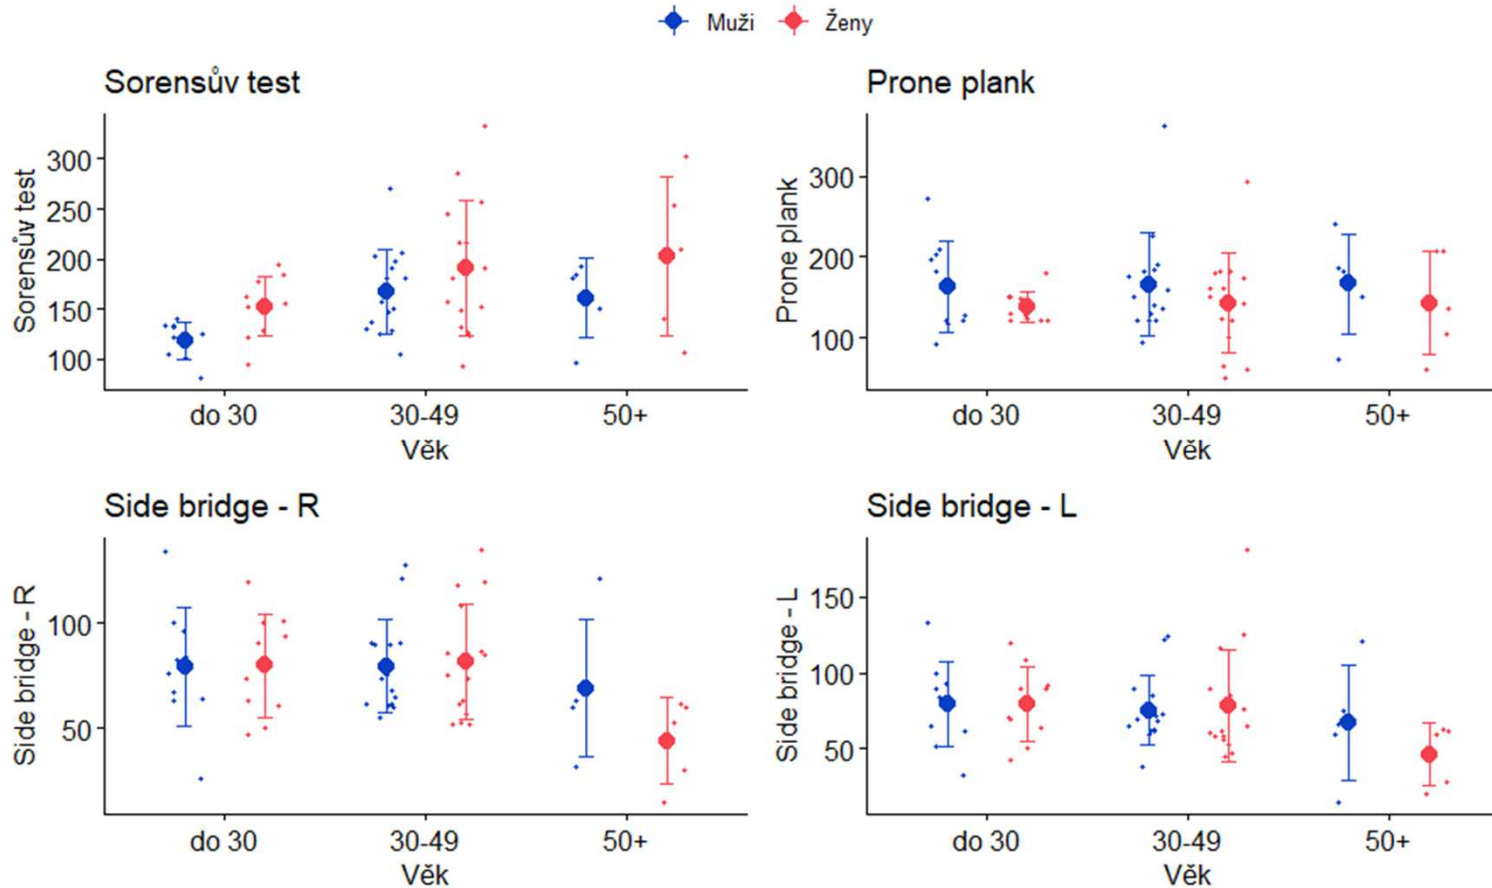 Muži Ženy
Sorensův test
Sorensův test
300
250
200
150
100
do 30 30-49 50+
Věk
Prone plank
Prone plank
300
200
100
do 30 30-49 50+
Věk
Side bridge - R
Side bridge - R
100
50
do 30 30-49 50+
Věk
Side bridge - L
Side bridge - L
150
100
50
do 30 30-49 50+
Věk